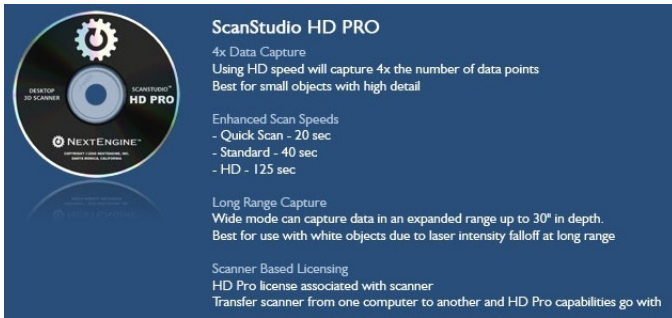 ScanStudio HD PRO
4x Data Capture
Using HD speed will capture 4x the number of data points
Best for small objects with high detail
Enhanced Scan Speeds
- Quick Scan - 20 sec
- Standard - 40 sec
- HD - 125 sec
Long Range Capture
Wide mode can capture data in an expanded range up to 30" in depth.
Best for use with white objects due to laser intensity falloff at long range
Scanner Based Licensing
HD Pro license associated with scanner
Transfer scanner from one computer to another and HD Pro capabilities go with
DESKTOP
3D SCANNER
SCANSTUDIO™
HD PRO
NEXTENGINE™
SANTA MONICA, CALIFORNIA